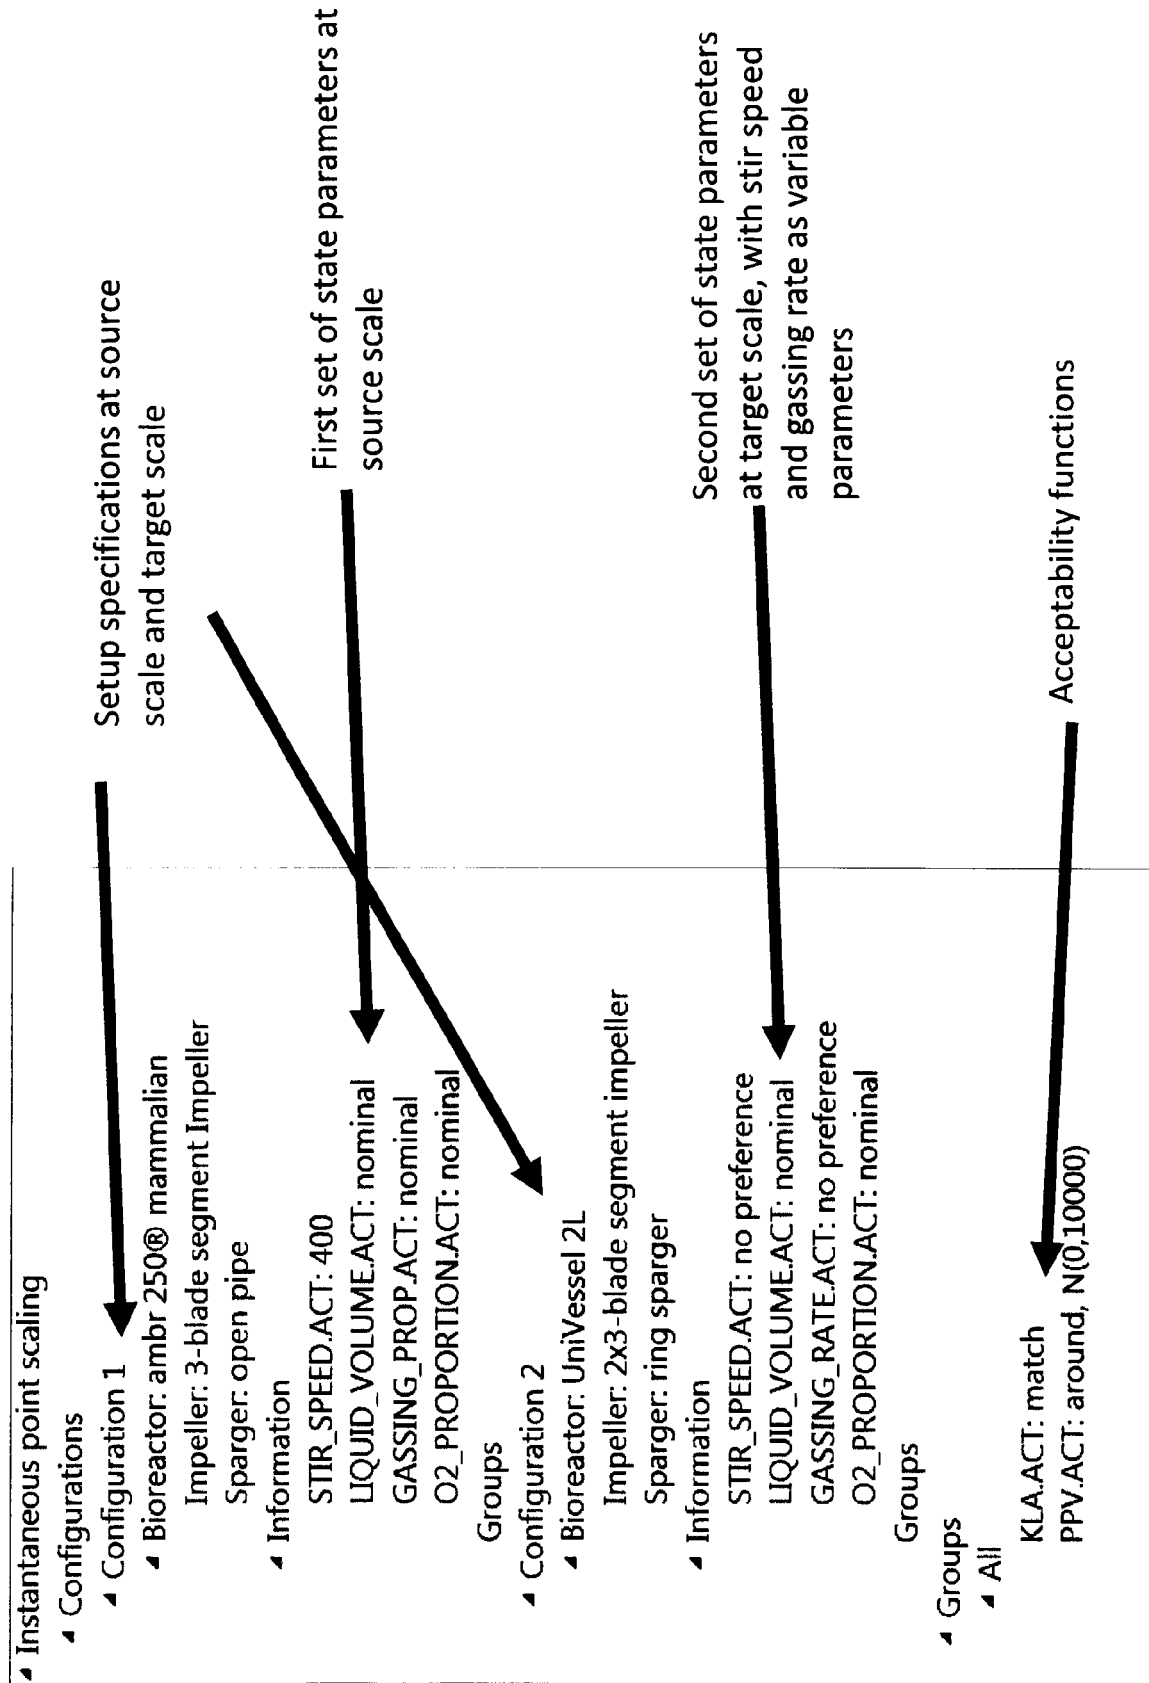 Instantaneous point scaling
Configurations
Configuration 1
Bioreactor: ambr 250® mammalian
Impeller: 3-blade segment Impeller
Sparger: open pipe
Information
STIR_SPEED.ACT: 400
LIQUID_VOLUME.ACT: nominal
GASSING_PROP.ACT: nominal
O2_PROPORTION.ACT: nominal
Groups
Configuration 2
Bioreactor: UniVessel 2L
Impeller: 2x3-blade segment impeller
Sparger: ring sparger
Information
STIR_SPEED.ACT: no preference
LIQUID_VOLUME.ACT: nominal
GASSING_RATE.ACT: no preference
O2_PROPORTION.ACT: nominal
Groups
Groups
All
KLA.ACT: match
PPV.ACT: around, N(0,10000)
Setup specifications at source
scale and target scale
First set of state parameters at
source scale
Second set of state parameters
at target scale, with stir speed
and gassing rate as variable
parameters
Acceptability functions